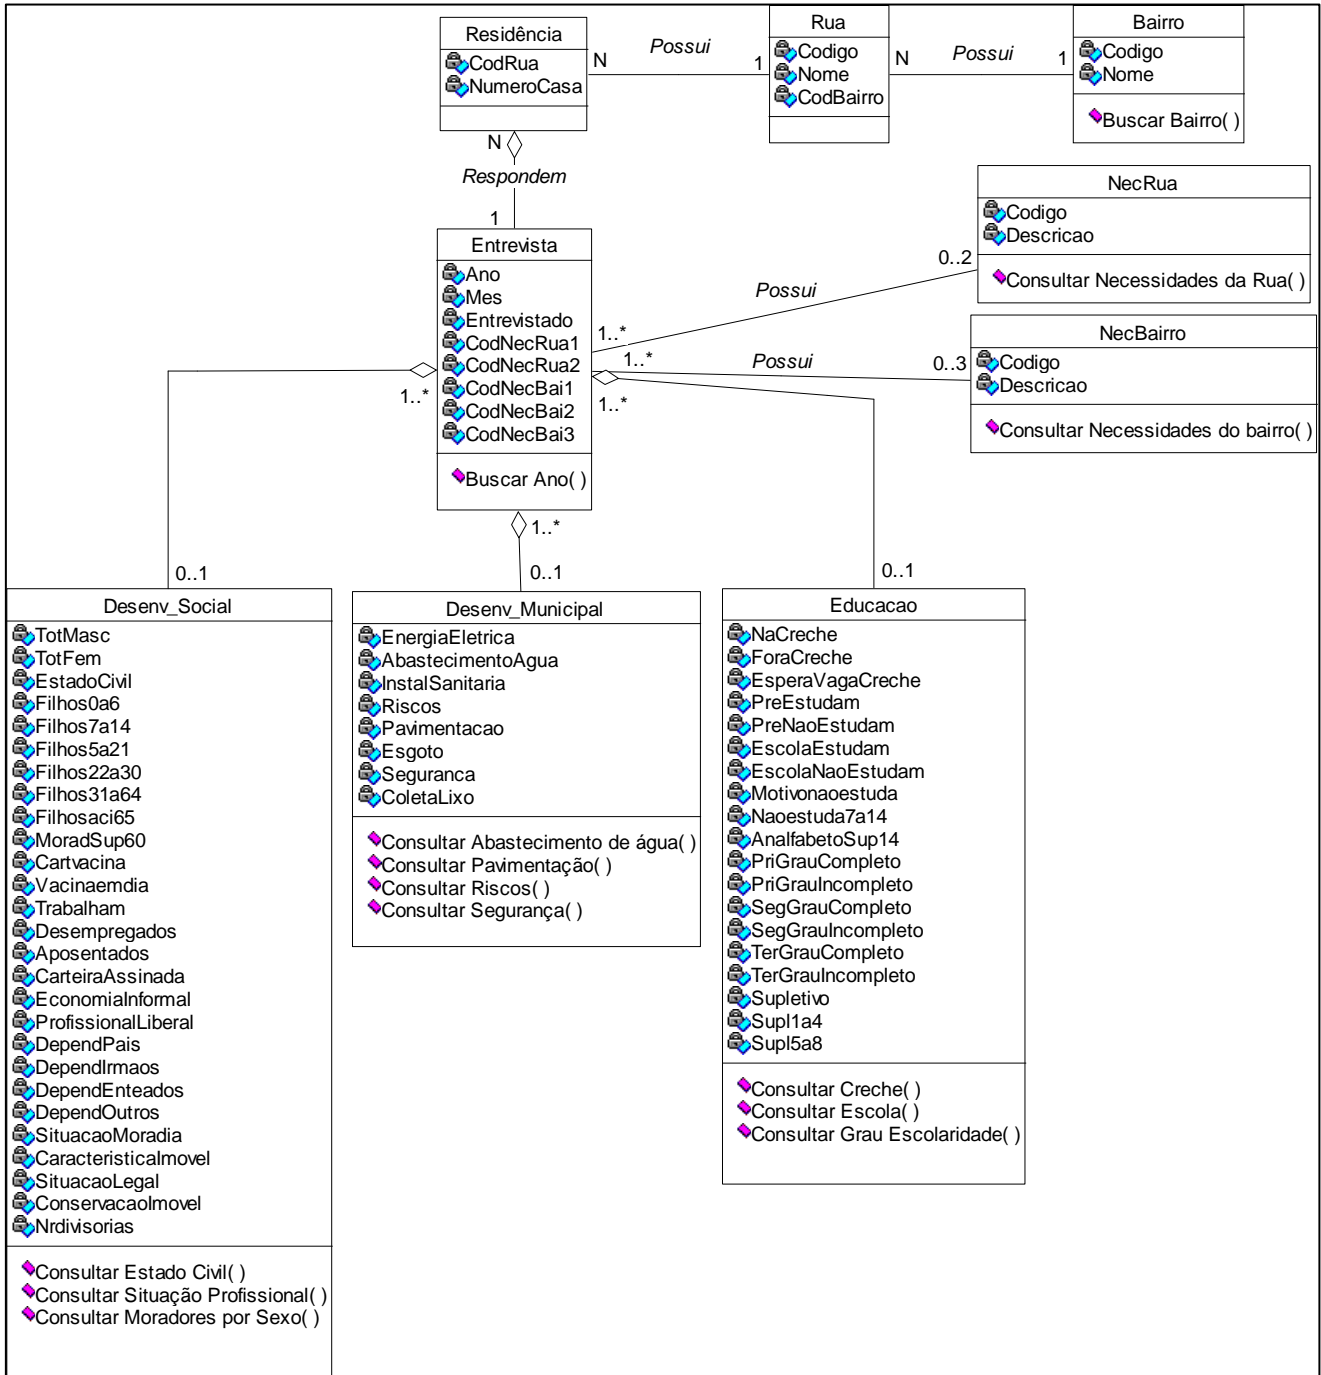 Residência
CodRua
NumeroCasa
N
Possui
1
Rua
Codigo
Nome
CodBairro
N
Possui
1
Bairro
Codigo
Nome
Buscar Bairro( )
N
Respondem
1
Entrevista
Ano
Mes
Entrevistado
CodNecRua1
CodNecRua2
CodNecBai1
CodNecBai2
CodNecBai3
Buscar Ano( )
NecRua
Codigo
Descricao
Consultar Necessidades da Rua( )
0..2
Possui
1..*
NecBairro
Codigo
Descricao
Consultar Necessidades do bairro( )
0..3
Possui
1..*
1..*
1..*
1..*
0..1
0..1
0..1
Desenv_Social
TotMasc
TotFem
EstadoCivil
Filhos0a6
Filhos7a14
Filhos5a21
Filhos22a30
Filhos31a64
Filhosaci65
MoradSup60
Cartvacina
Vacinaemdia
Trabalham
Desempregados
Aposentados
CarteiraAssinada
EconomiaInformal
ProfissionalLiberal
DependPais
DependIrmaos
DependEnteados
DependOutros
SituacaoMoradia
CaracteristicaImovel
SituacaoLegal
ConservacaoImovel
Nrdivisorias
Consultar Estado Civil( )
Consultar Situação Profissional( )
Consultar Moradores por Sexo( )
Desenv_Municipal
EnergiaEletrica
AbastecimentoAgua
InstalSanitaria
Riscos
Pavimentacao
Esgoto
Seguranca
ColetaLixo
Consultar Abastecimento de água( )
Consultar Pavimentação( )
Consultar Riscos( )
Consultar Segurança( )
Educacao
NaCreche
ForaCreche
EsperaVagaCreche
PreEstudam
PreNaoEstudam
EscolaEstudam
EscolaNaoEstudam
Motivonaoestuda
Naoestuda7a14
AnalfabetoSup14
PriGrauCompleto
PriGrauIncompleto
SegGrauCompleto
SegGrauIncompleto
TerGrauCompleto
TerGrauIncompleto
Supletivo
Supl1a4
Supl5a8
Consultar Creche( )
Consultar Escola( )
Consultar Grau Escolaridade( )